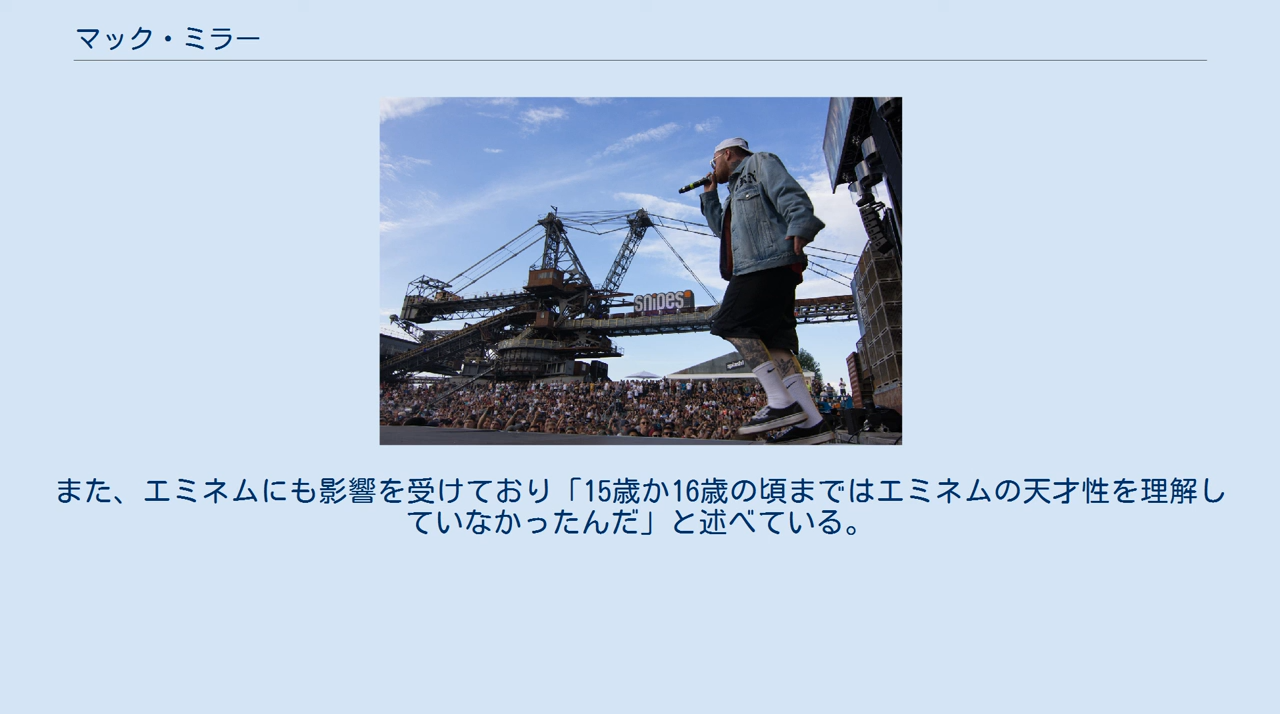 マック・ミラー
snipes
また、エミネムにも影響を受けており「15歳か16歳の頃まではエミネムの天才性を理解し
ていなかったんだ」と述べている。